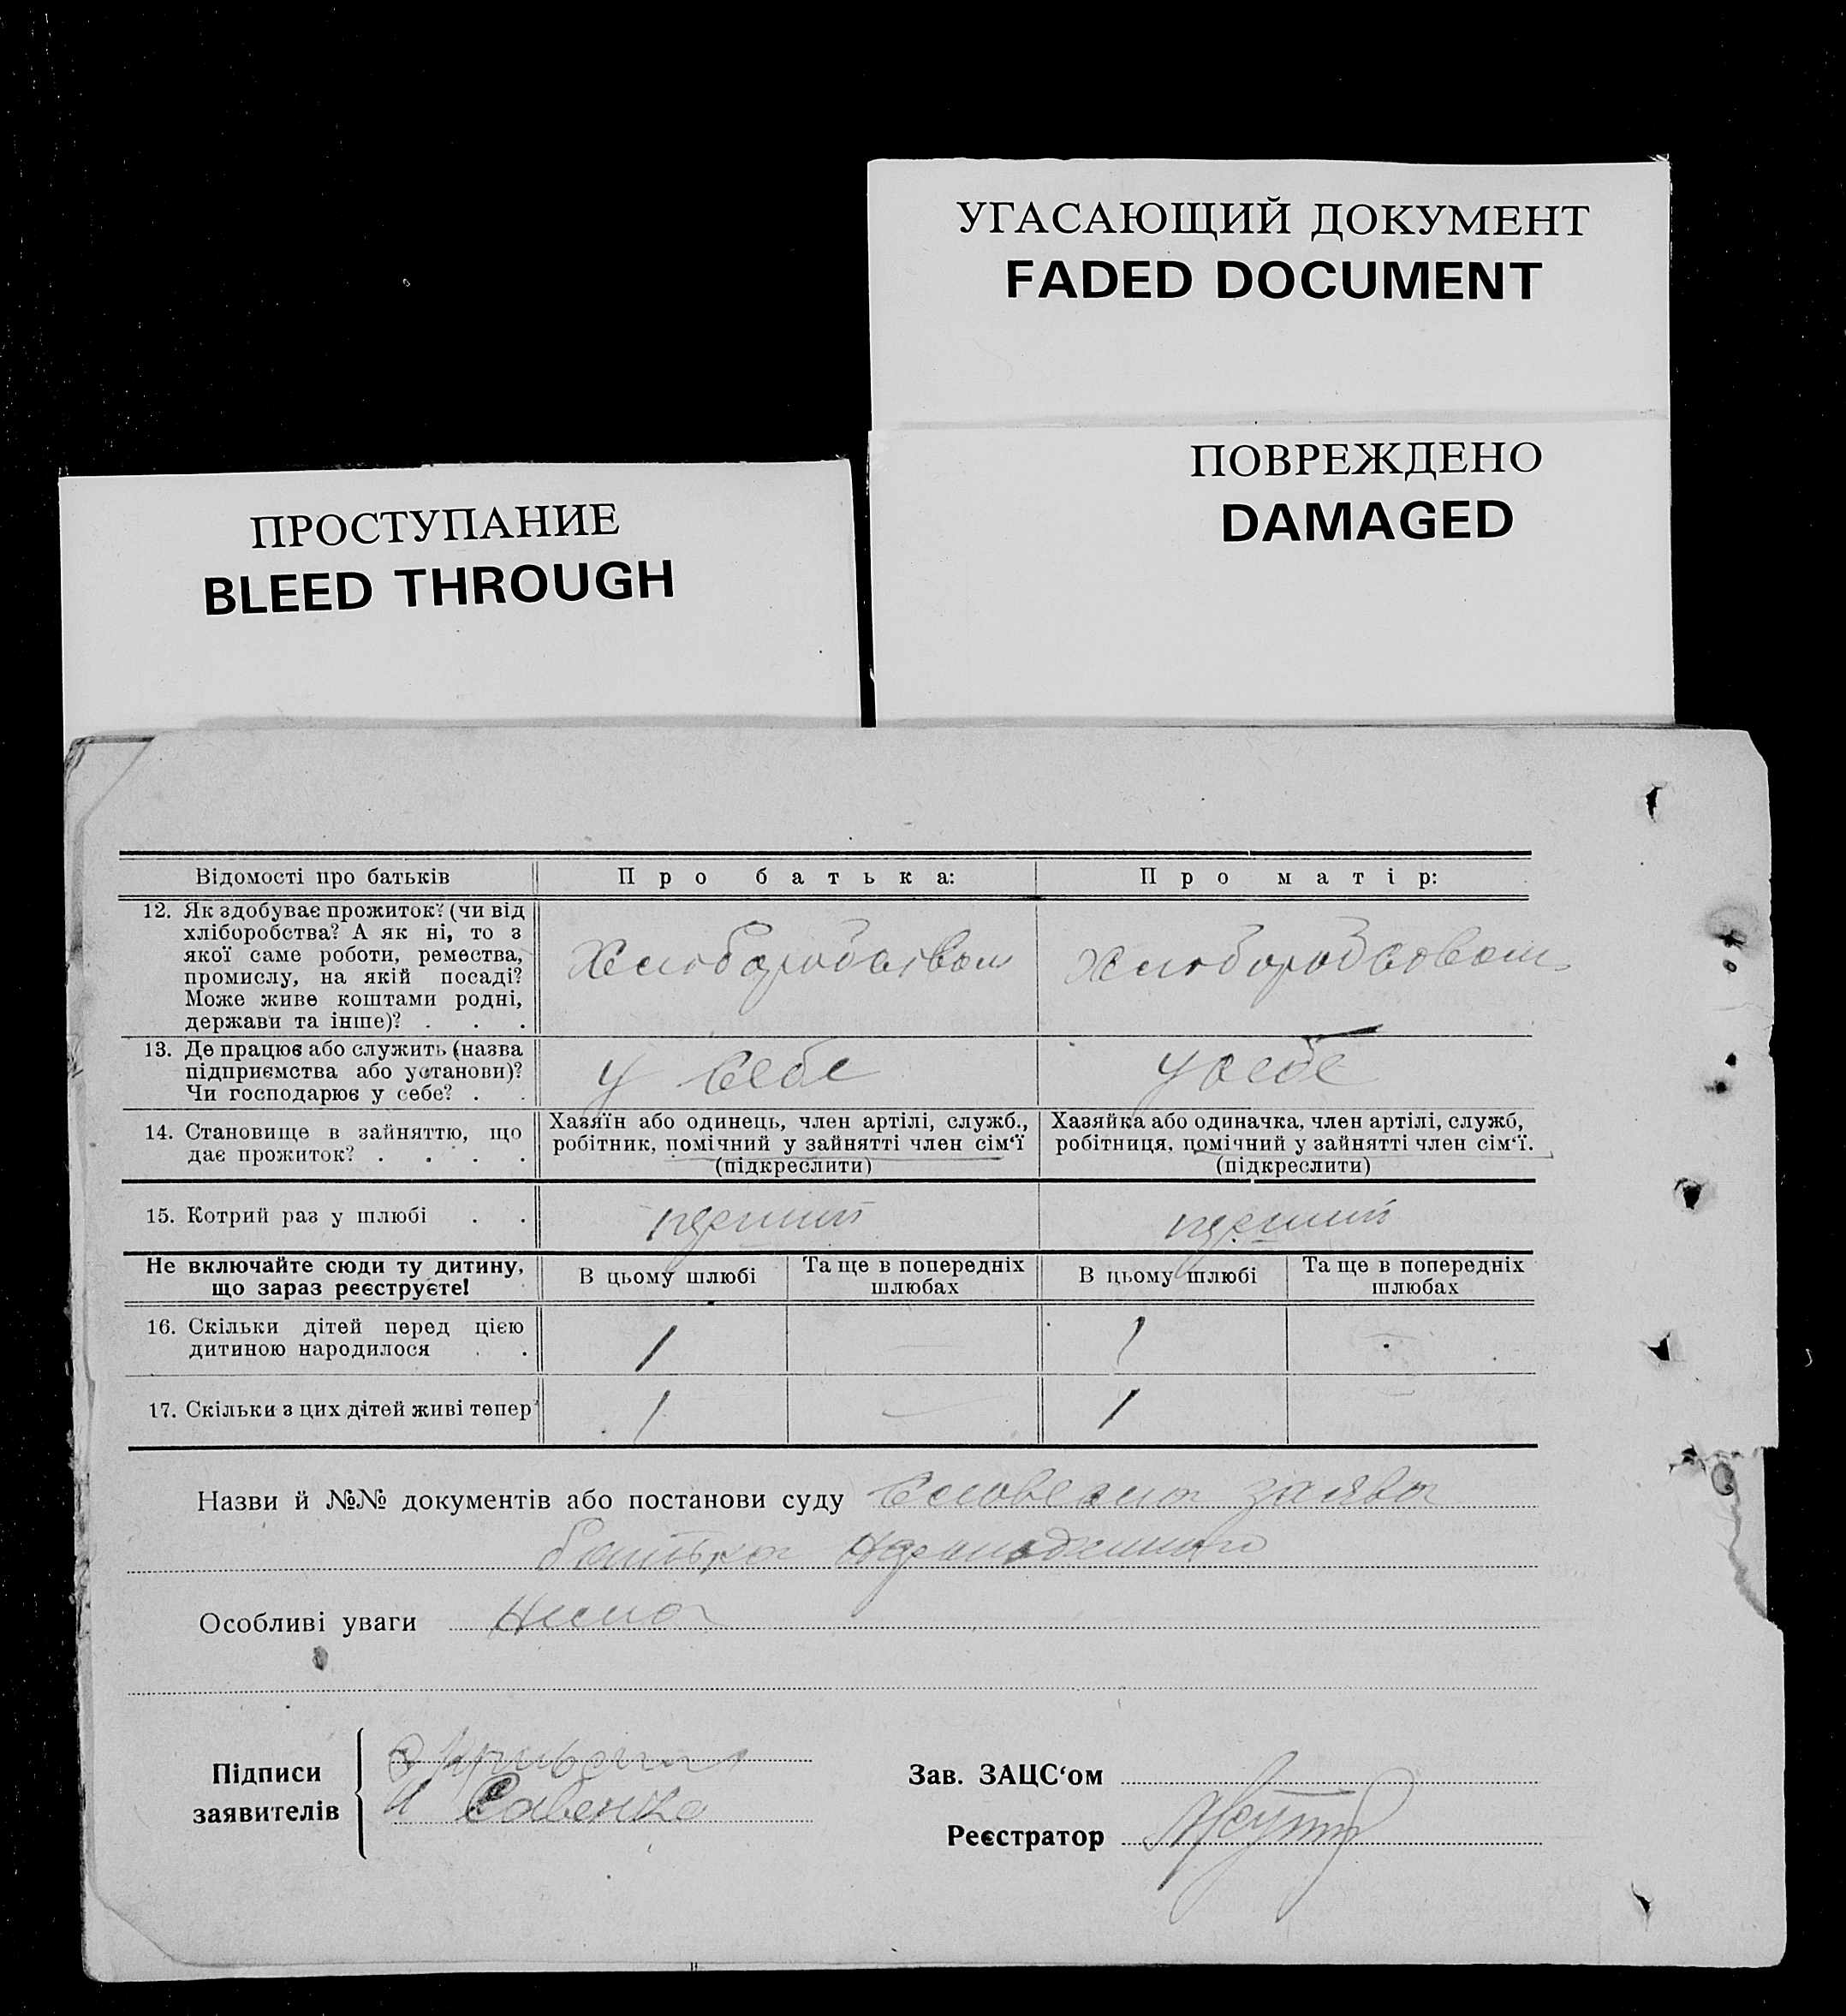 УГАСАЮЩИЙ ДОКУМЕНТ
FADED DOCUMENT
ПОВРЕЖДЕНО
DAMAGED
ПРОСТУПАНИЕ
BLEED THROUGH
Відомості про батьків
Про батька:
Про матір:
12. Як здобуває прожиток? (чи від
хліборобства? А як ні, то з
якої саме роботи, ремества,
промислу, на якій посаді?
Може живе коштами родні,
держави та інше)? . . .
Хліборобством
Хліборобством
13. Де працює або служить (назва
підприємства або установи)?
Чи господарює у себе? . .
у себе
у себе
14. Становище в зайняттю, що
дає прожиток? . . . .
Хазяїн або одинець, член артілі, служб.,
робітник, помічний у зайнятті член сім'ї
(підкреслити)
Хазяйка або одиначка, член артілі, служб,
робітниця, помічний у зайнятті член сім'ї.
(підкреслити)
15. Котрий раз у шлюбі . .
перший
перший
Не включайте сюди ту дитину,
що зараз реєструєте!
В цьому шлюбі
Та ще в попередніх
шлюбах
В цьому шлюбі
Та ще в попередніх
шлюбах
16. Скільки дітей перед цією
дитиною народилося . .
1
1
17. Скільки з цих дітей живі тепер
1
1
Назви й №№ документів або постанови суду словесна заява
батька
Особливі уваги Нема
Підписи
заявителів
Савенко
Зав. ЗАЦС'ом
Реєстратор